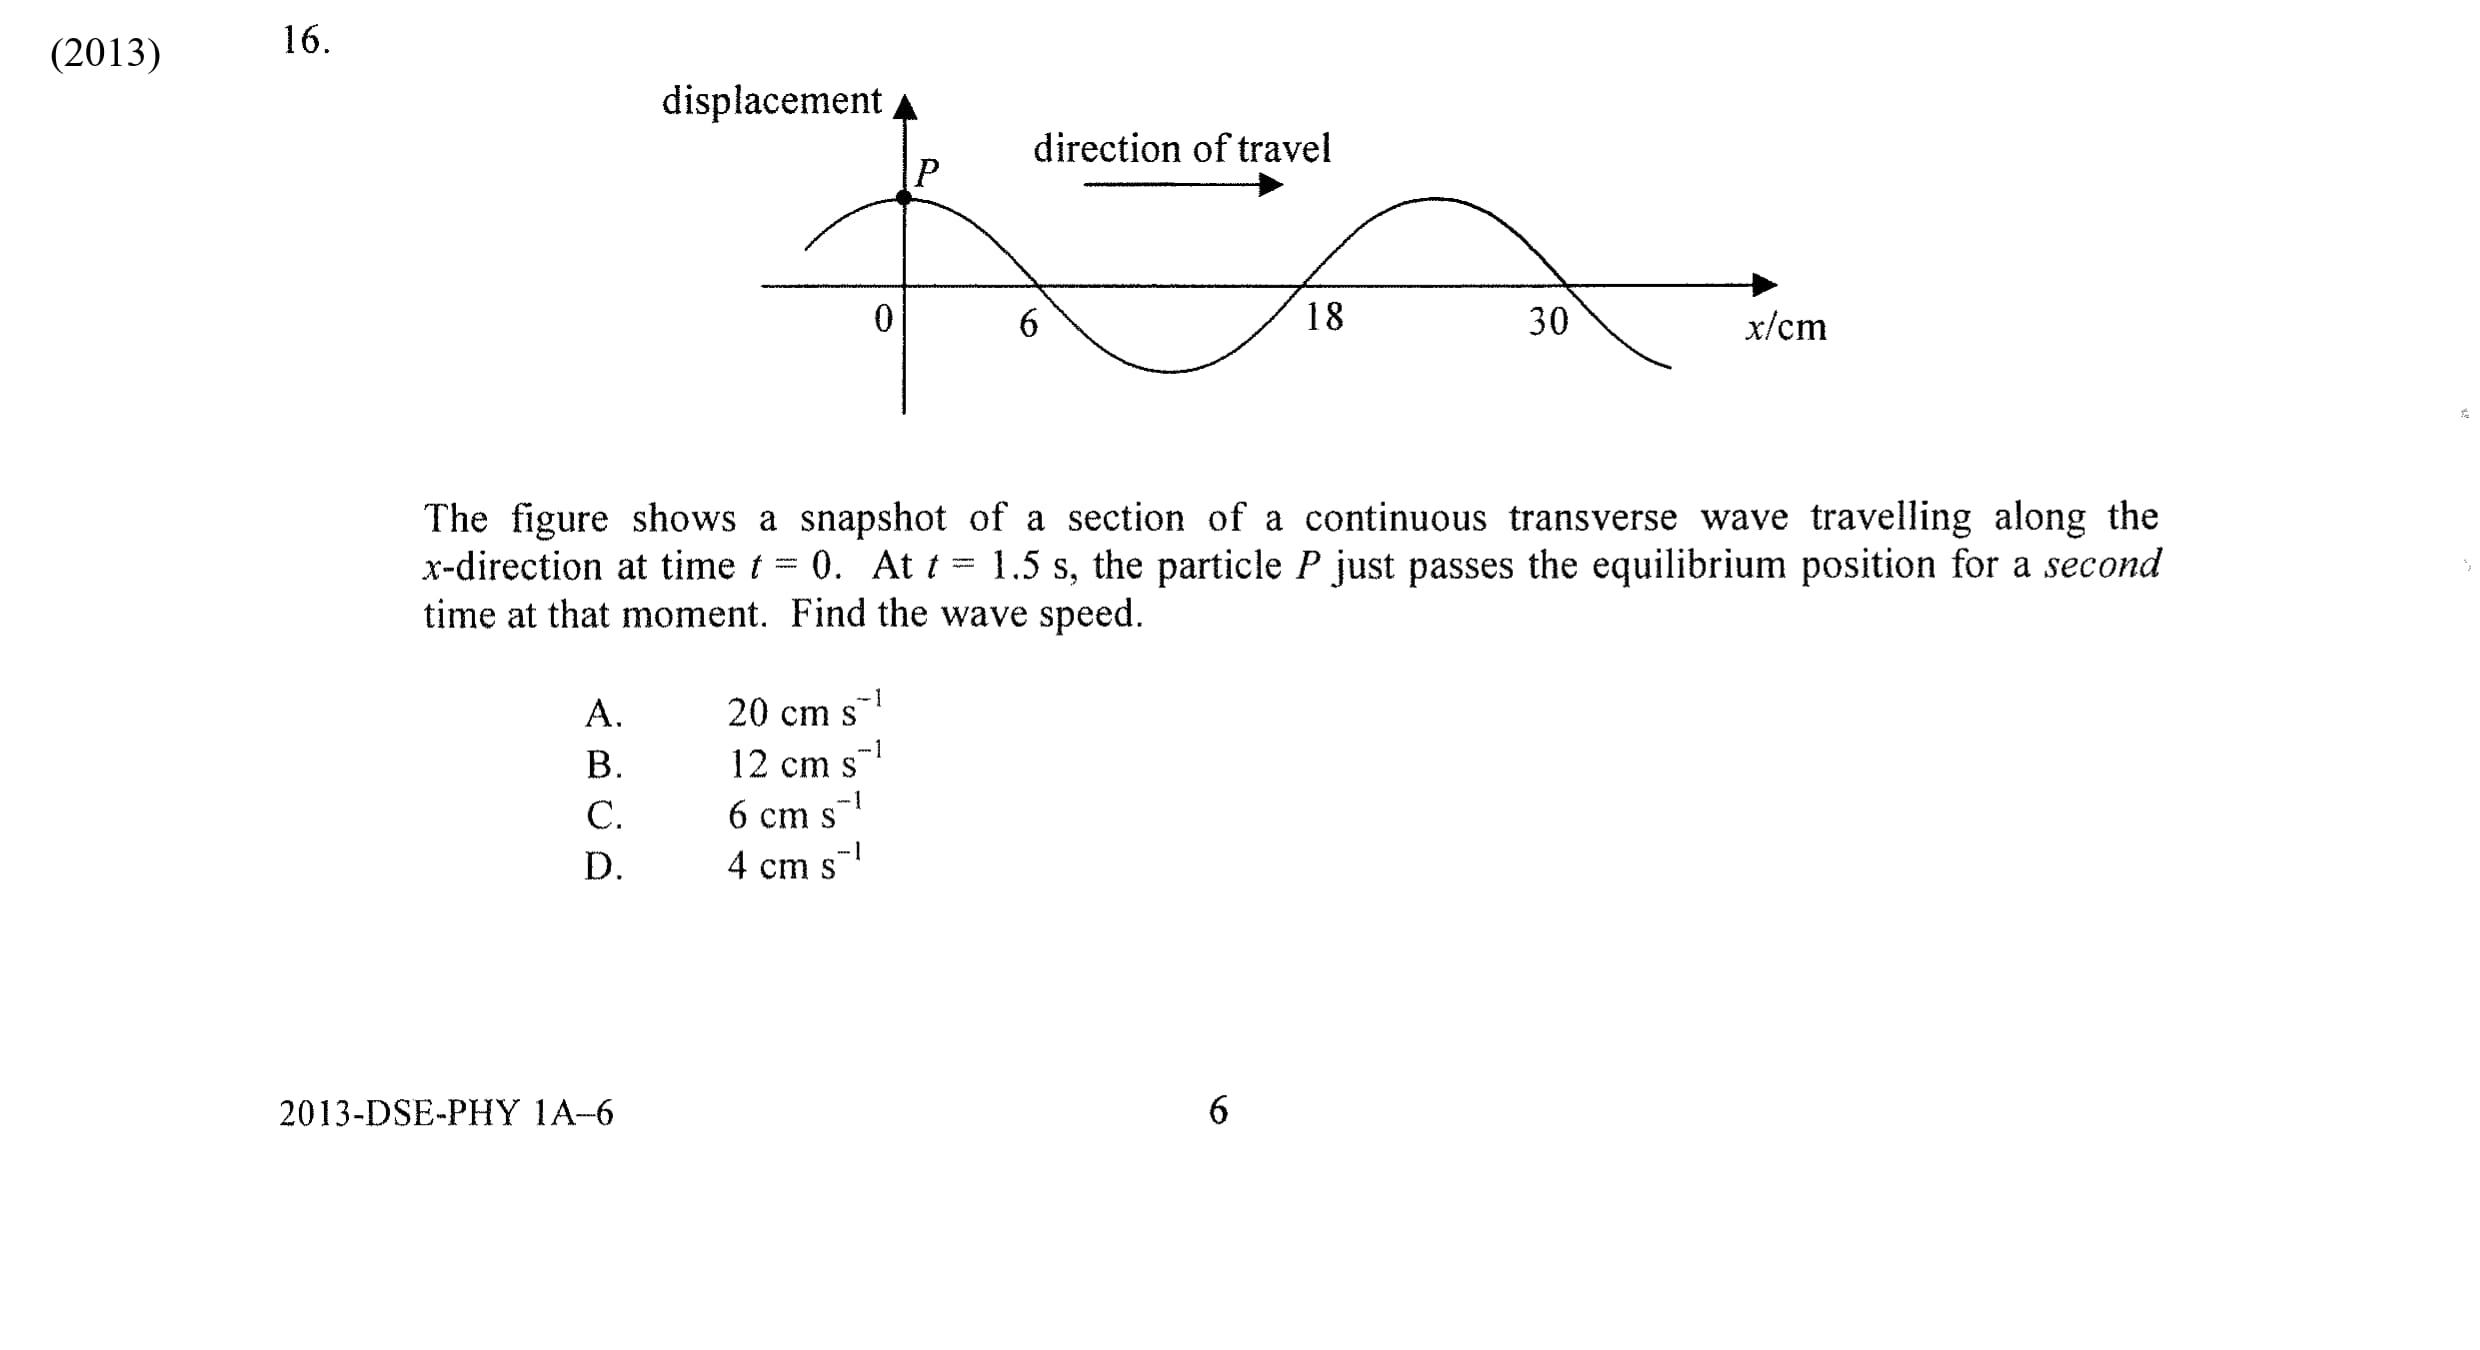 (2013) 16.
displacement
P
direction of travel
0 6 18 30 x/cm
The figure shows a snapshot of a section of a continuous transverse wave travelling along the
x-direction at time t = 0. At t = 1.5 s, the particle P just passes the equilibrium position for a second
time at that moment. Find the wave speed.
A. 20 cm s⁻¹
B. 12 cm s⁻¹
C. 6 cm s⁻¹
D. 4 cm s⁻¹
2013-DSE-PHY 1A–6 6